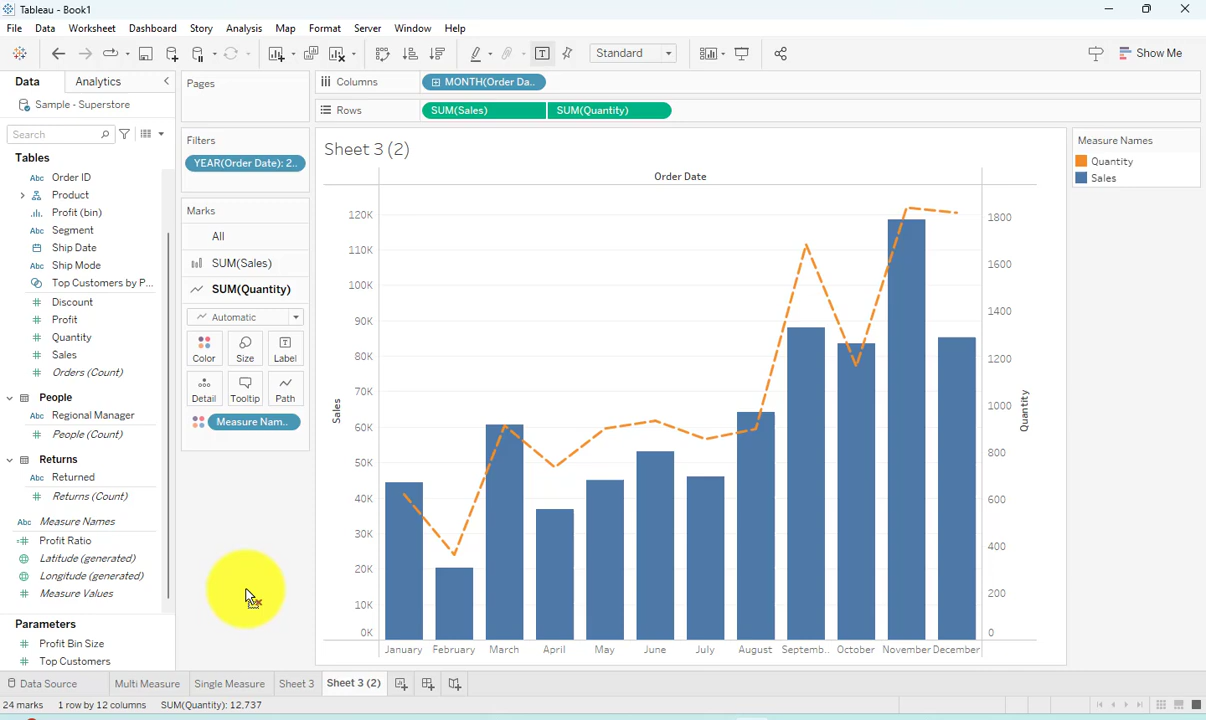 Tableau - Book1
File Data Worksheet Dashboard Story Analysis Map Format Server Window Help
Standard
Show Me
Data Analytics
Sample - Superstore
Search
Tables
Abc Order ID
Product
Profit (bin)
Abc Segment
Ship Date
Abc Ship Mode
Top Customers by P...
# Discount
# Profit
# Quantity
# Sales
# Orders (Count)
People
Abc Regional Manager
# People (Count)
Returns
Abc Returned
# Returns (Count)
Abc Measure Names
=# Profit Ratio
Latitude (generated)
Longitude (generated)
# Measure Values
Parameters
# Profit Bin Size
# Top Customers
Pages
Filters
YEAR(Order Date): 2..
Marks
All
SUM(Sales)
SUM(Quantity)
Automatic
Color Size Label
Detail Tooltip Path
Measure Nam..
Columns
MONTH(Order Da..
Rows
SUM(Sales) SUM(Quantity)
Sheet 3 (2)
Order Date
120K
110K
100K
90K
80K
70K
60K
50K
40K
30K
20K
10K
0K
Sales
1800
1600
1400
1200
1000
800
600
400
200
0
Quantity
January February March April May June July August Septemb.. October November December
Measure Names
Quantity
Sales
Data Source Multi Measure Single Measure Sheet 3 Sheet 3 (2)
24 marks 1 row by 12 columns SUM(Quantity): 12,737